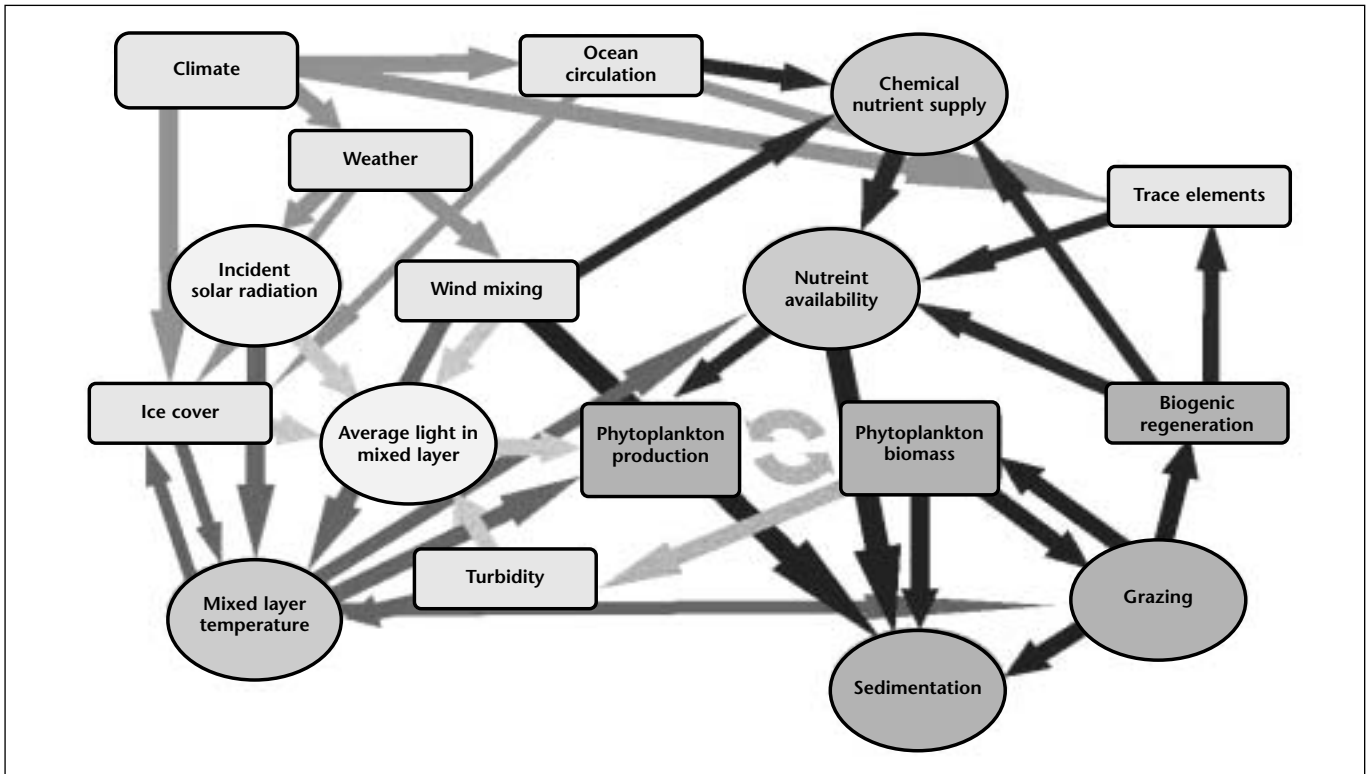 Climate
Ocean
circulation
Chemical
nutrient supply
Weather
Trace elements
Incident
solar radiation
Wind mixing
Nutreint
availability
Ice cover
Average light in
mixed layer
Phytoplankton
production
Phytoplankton
biomass
Biogenic
regeneration
Turbidity
Mixed layer
temperature
Grazing
Sedimentation